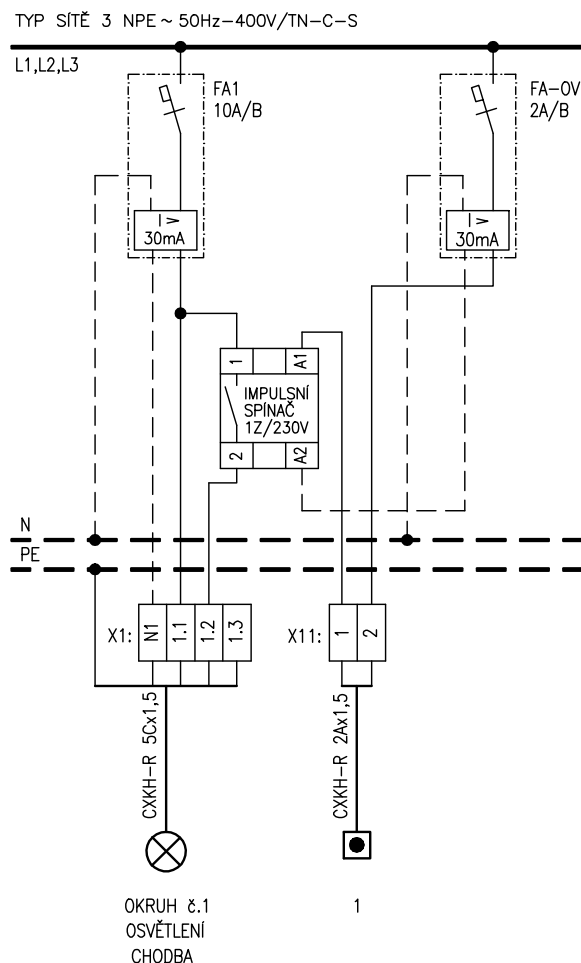 TYP SÍTĚ 3 NPE ~ 50Hz-400V/TN-C-S
L1,L2,L3
FA1
10A/B
FA-OV
2A/B
I V
30mA
I V
30mA
1
A1
IMPULSNÍ
SPÍNAČ
1Z/230V
2
A2
N
PE
X1:
N1
1.1
1.2
1.3
X11:
1
2
CXKH-R 5Cx1,5
CXKH-R 2Ax1,5
OKRUH č.1
OSVĚTLENÍ
CHODBA
1